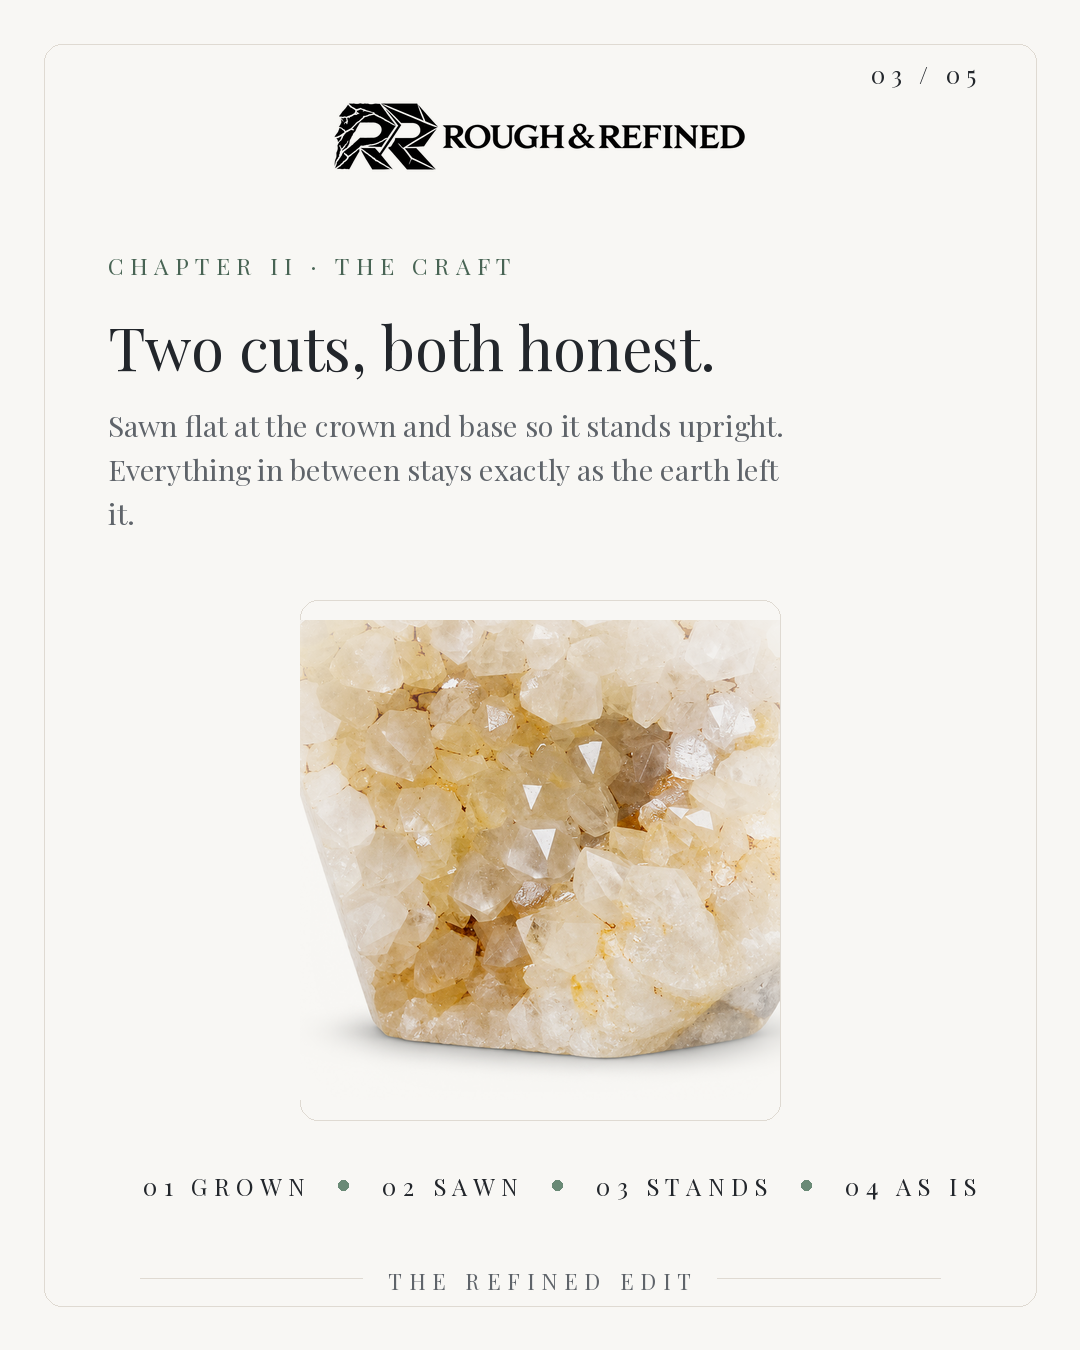 03 / 05
RR ROUGH & REFINED
CHAPTER II · THE CRAFT
Two cuts, both honest.
Sawn flat at the crown and base so it stands upright.
Everything in between stays exactly as the earth left
it.
01 GROWN ● 02 SAWN ● 03 STANDS ● 04 AS IS
THE REFINED EDIT